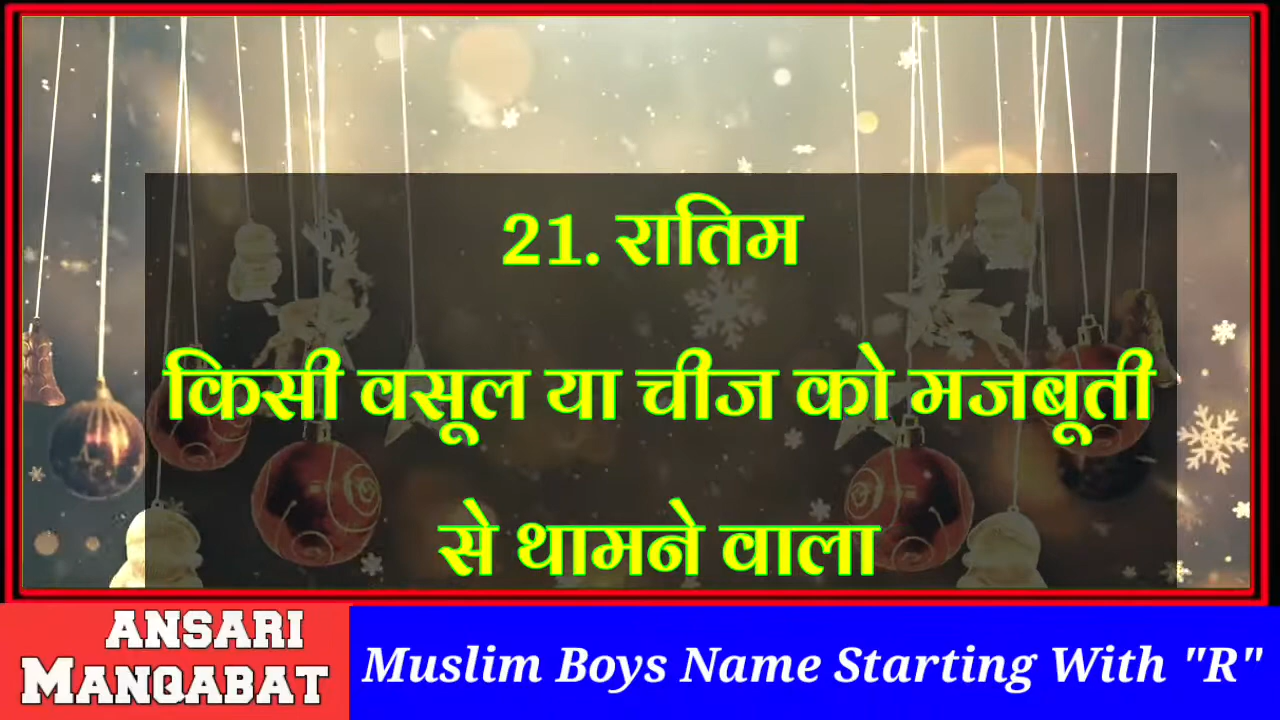 21. रातिम
किसी वसूल या चीज को मजबूती
से थामने वाला
ANSARI
MANQABAT
Muslim Boys Name Starting With "R"